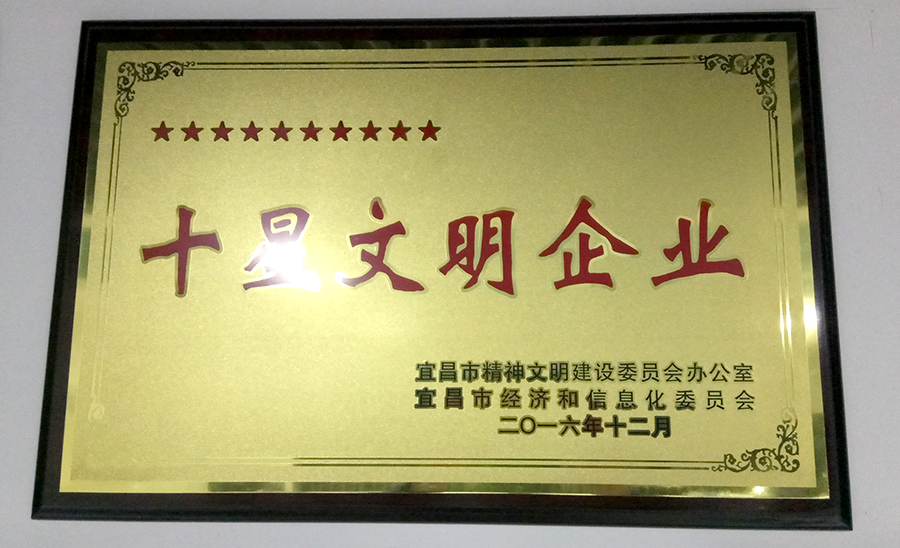 ★★★★★★★★★★
十星文明企业
宜昌市精神文明建设委员会办公室
宜昌市经济和信息化委员会
二〇一六年十二月